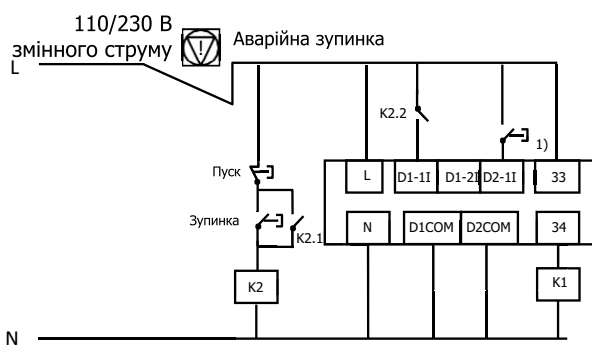 110/230 В
змінного струму
! Аварійна зупинка
L
K2.2
1)
Пуск
L D1-1I D1-2I D2-1I 33
Зупинка
K2.1
N D1COM D2COM 34
K2
K1
N